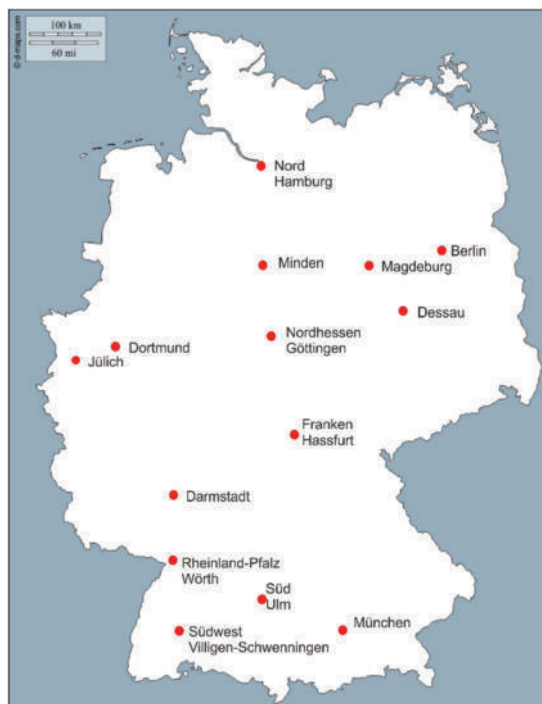 100 km
60 mi
© d-maps.com
Nord
Hamburg
Berlin
Minden
Magdeburg
Dessau
Nordhessen
Göttingen
Dortmund
Jülich
Franken
Hassfurt
Darmstadt
Rheinland-Pfalz
Wörth
Süd
Ulm
München
Südwest
Villigen-Schwenningen